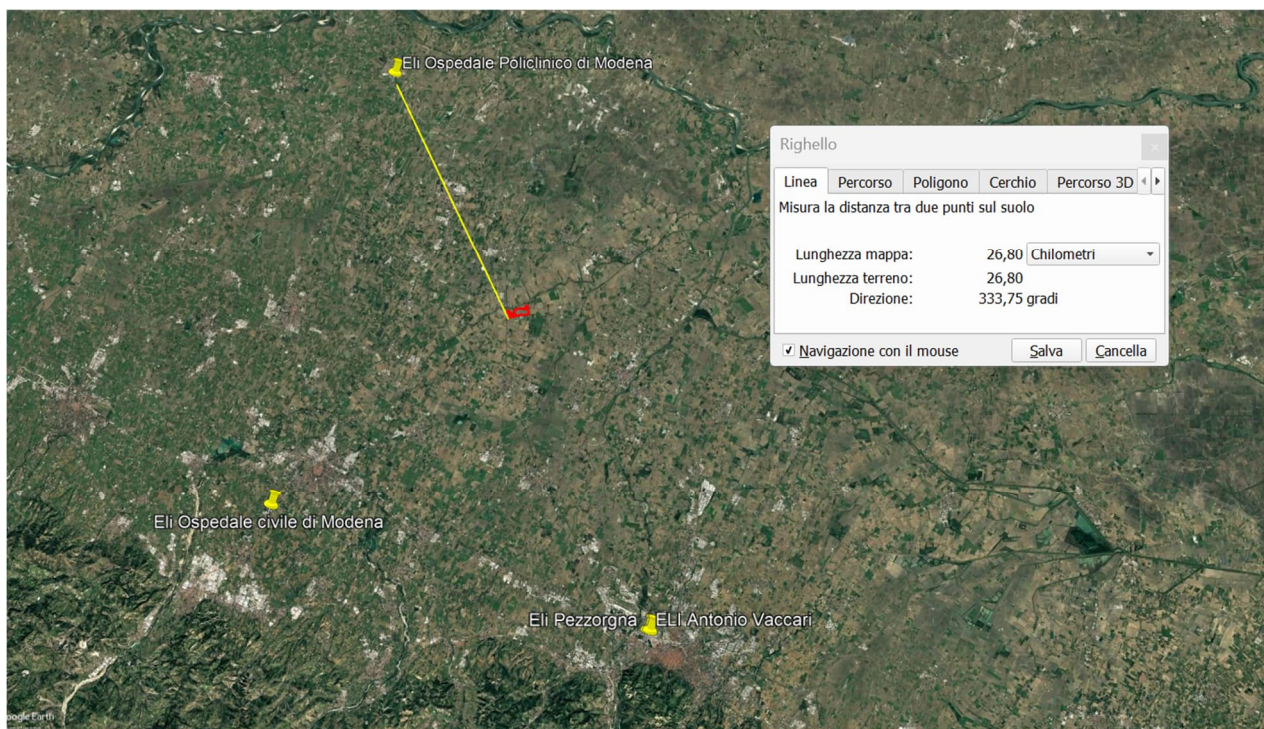 Eli Ospedale Policlinico di Modena
Righello
Linea Percorso Poligono Cerchio Percorso 3D
Misura la distanza tra due punti sul suolo
Lunghezza mappa: 26,80 Chilometri
Lunghezza terreno: 26,80
Direzione: 333,75 gradi
Navigazione con il mouse Salva Cancella
Eli Ospedale civile di Modena
Eli Pezzorgna ELI Antonio Vaccari
oogle Earth